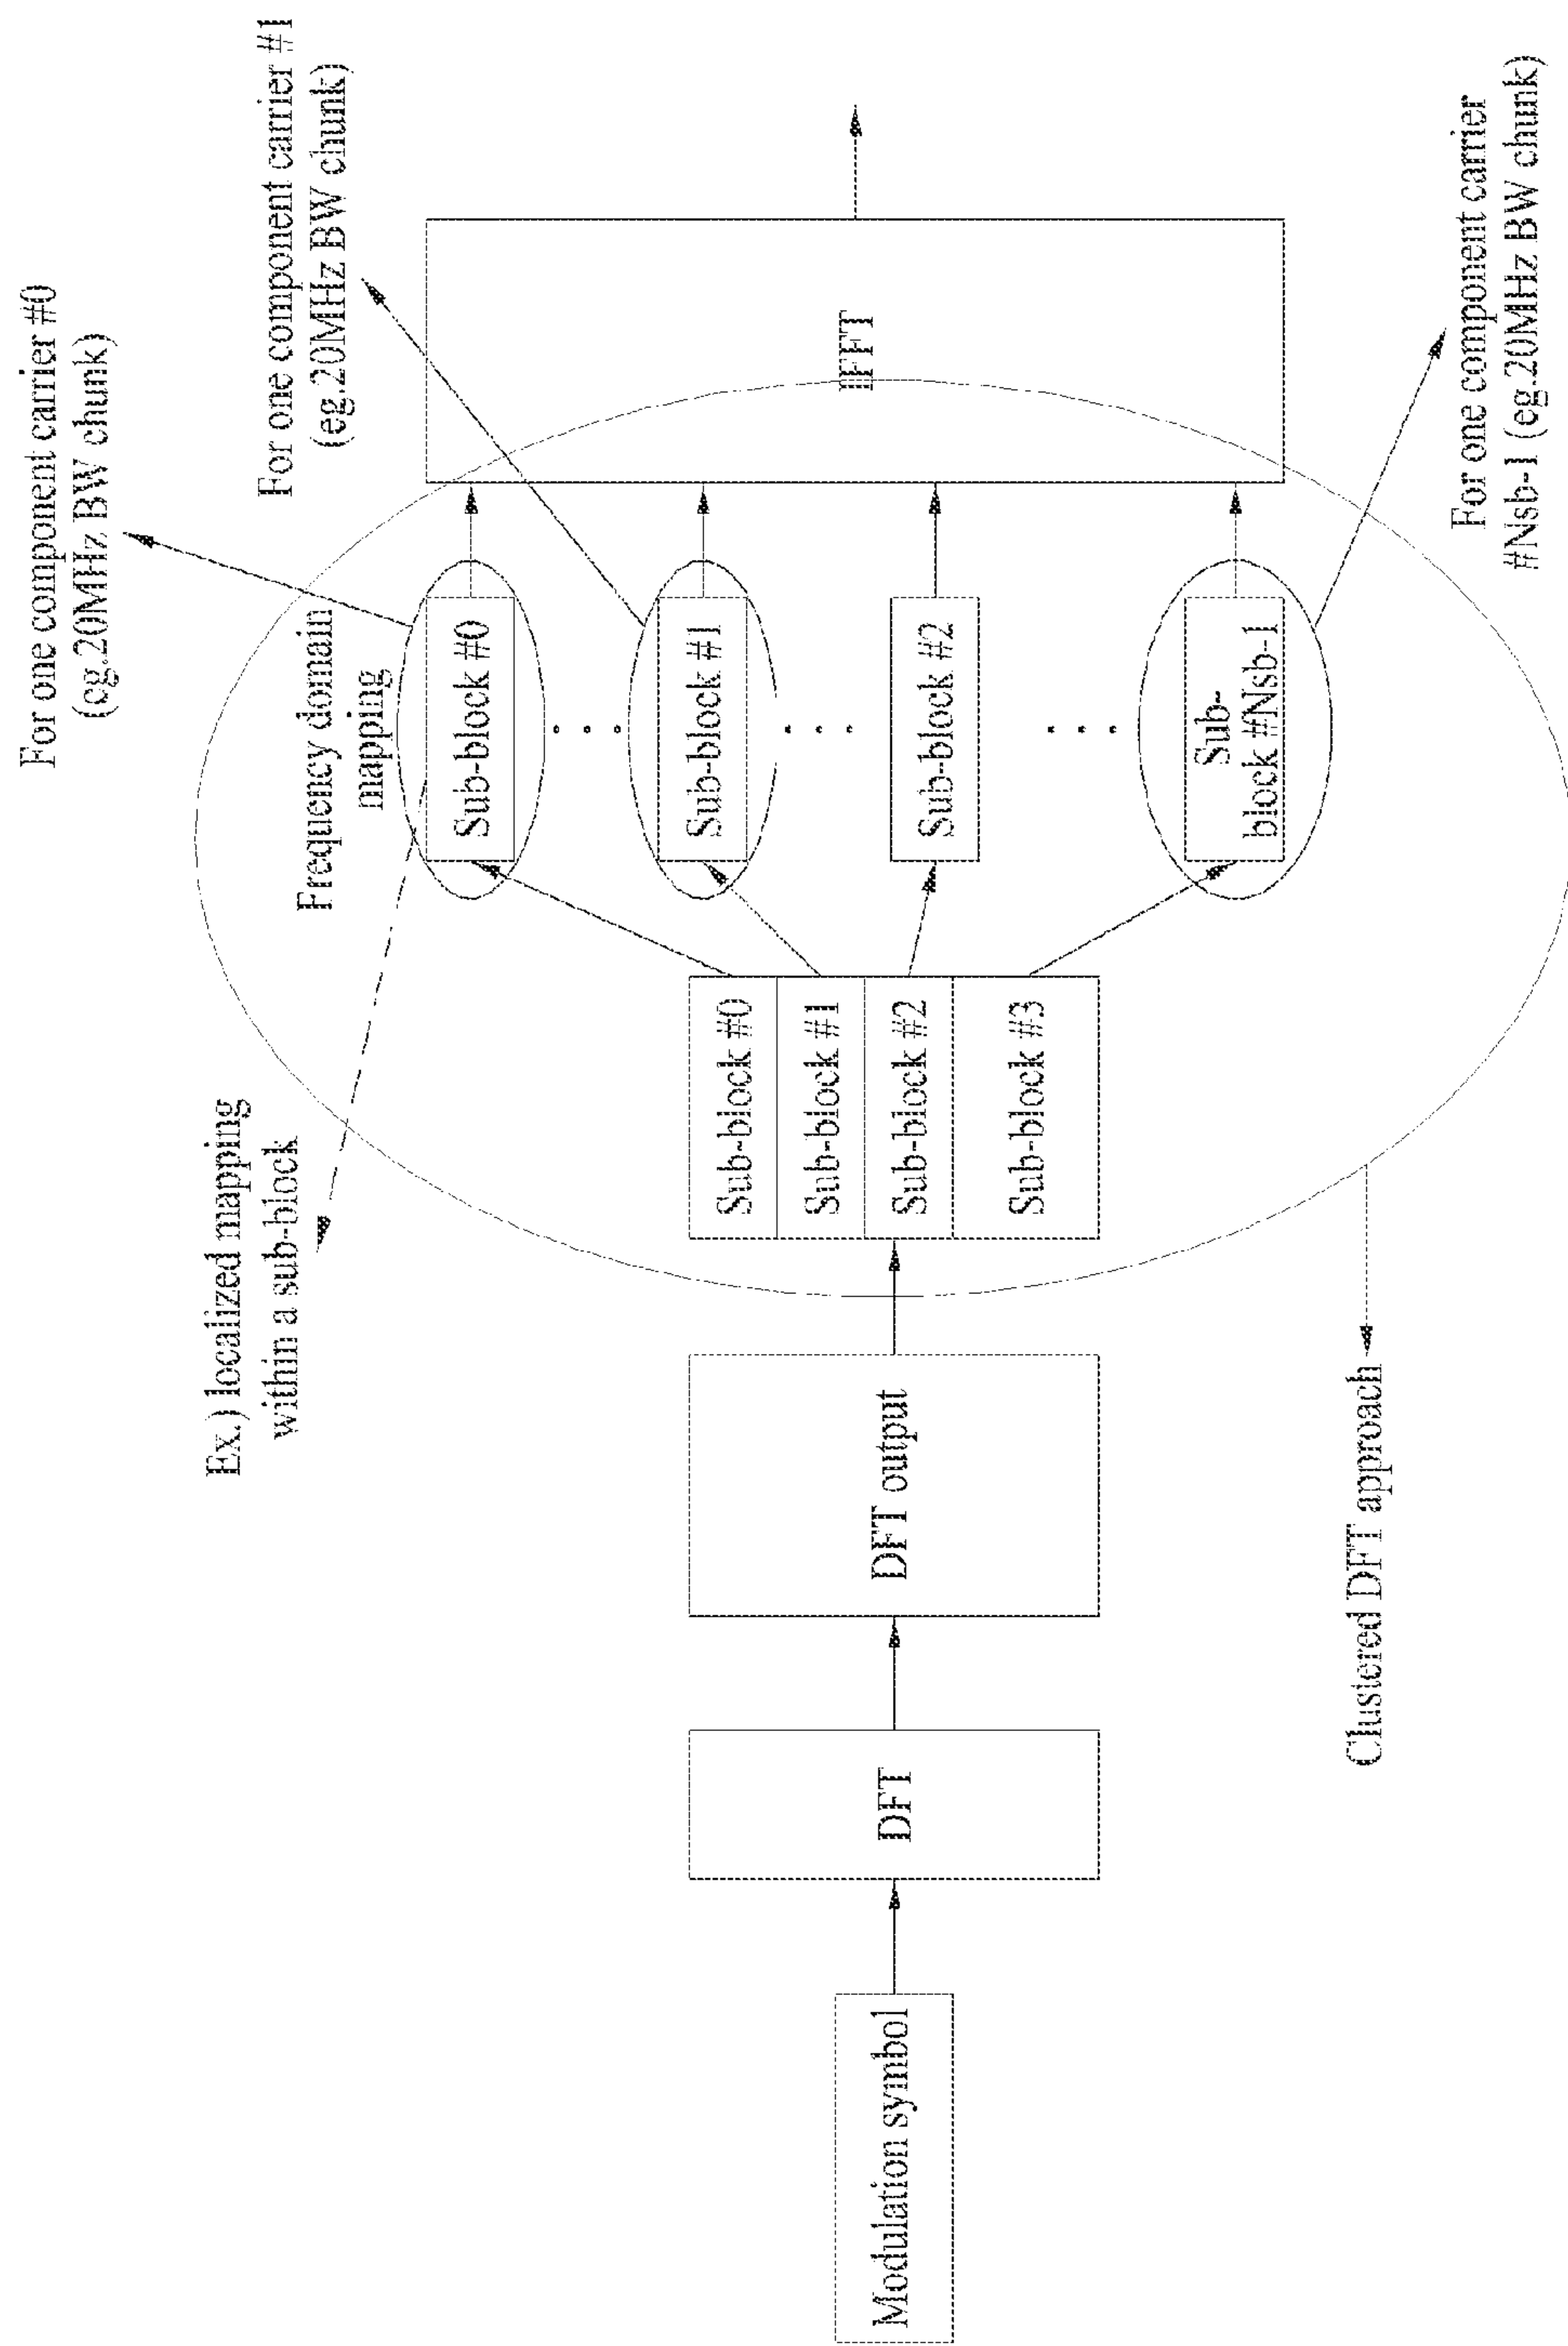 For one component carrier #0
(eg.20MHz BW chunk)
For one component carrier #1
(eg.20MHz BW chunk)
Ex.) localized mapping
within a sub-block
Frequency domain
mapping
Modulation symbol
DFT
DFT output
Sub-block #0
Sub-block #1
Sub-block #2
Sub-block #3
Sub-block #0
Sub-block #1
Sub-block #2
Sub-
block #Nsb-1
IFFT
Clustered DFT approach
For one component carrier
#Nsb-1 (eg.20MHz BW chunk)